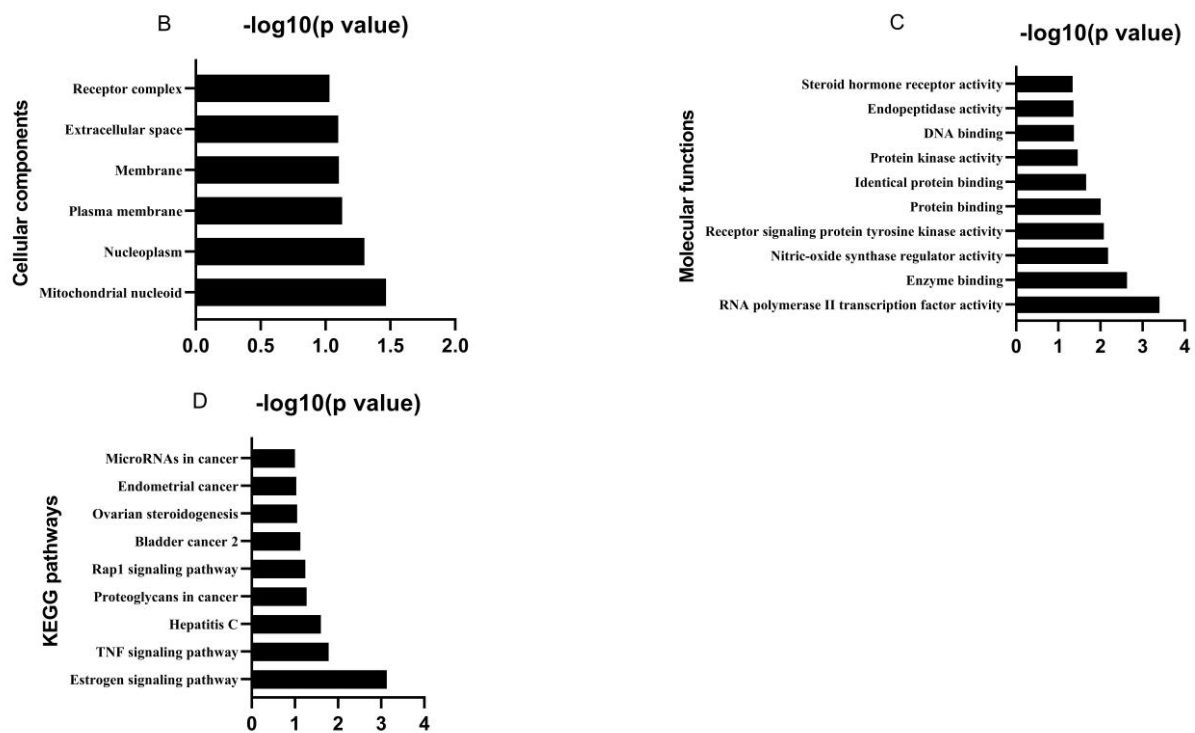 B
-log10(p value)
Cellular components
Receptor complex
Extracellular space
Membrane
Plasma membrane
Nucleoplasm
Mitochondrial nucleoid
0.0 0.5 1.0 1.5 2.0
C
-log10(p value)
Molecular functions
Steroid hormone receptor activity
Endopeptidase activity
DNA binding
Protein kinase activity
Identical protein binding
Protein binding
Receptor signaling protein tyrosine kinase activity
Nitric-oxide synthase regulator activity
Enzyme binding
RNA polymerase II transcription factor activity
0 1 2 3 4
D
-log10(p value)
KEGG pathways
MicroRNAs in cancer
Endometrial cancer
Ovarian steroidogenesis
Bladder cancer 2
Rap1 signaling pathway
Proteoglycans in cancer
Hepatitis C
TNF signaling pathway
Estrogen signaling pathway
0 1 2 3 4